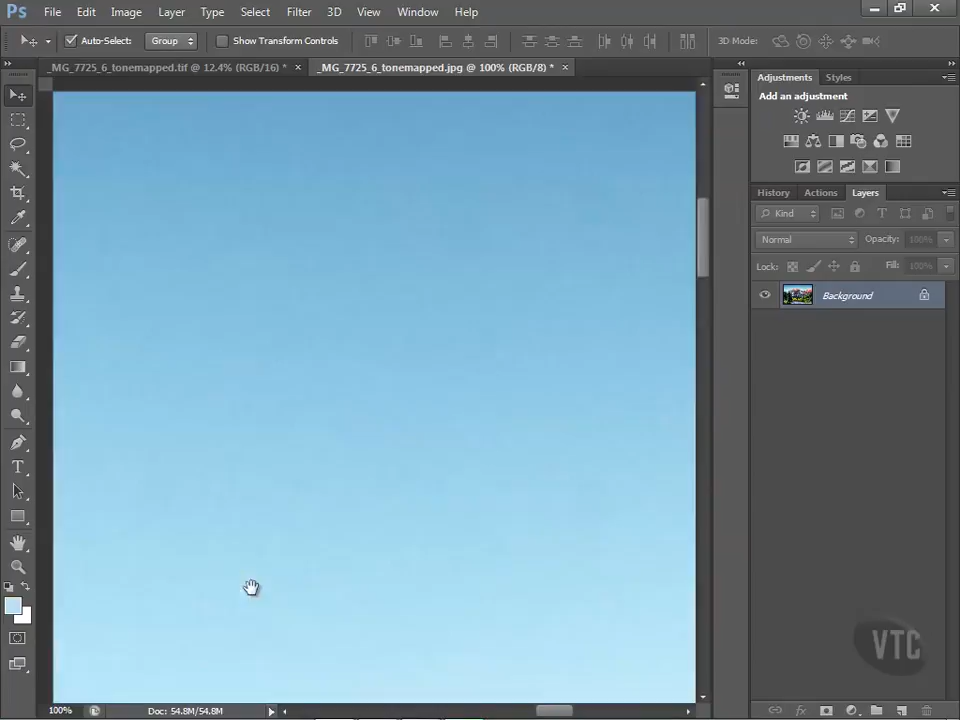 Ps File Edit Image Layer Type Select Filter 3D View Window Help
Auto-Select: Group Show Transform Controls 3D Mode:
_MG_7725_6_tonemapped.tif @ 12.4% (RGB/16) * × _MG_7725_6_tonemapped.jpg @ 100% (RGB/8) * ×
Adjustments Styles
Add an adjustment
History Actions Layers
Kind
Normal Opacity: 100%
Lock: Fill: 100%
Background
T
VTC
100% Doc: 54.8M/54.8M